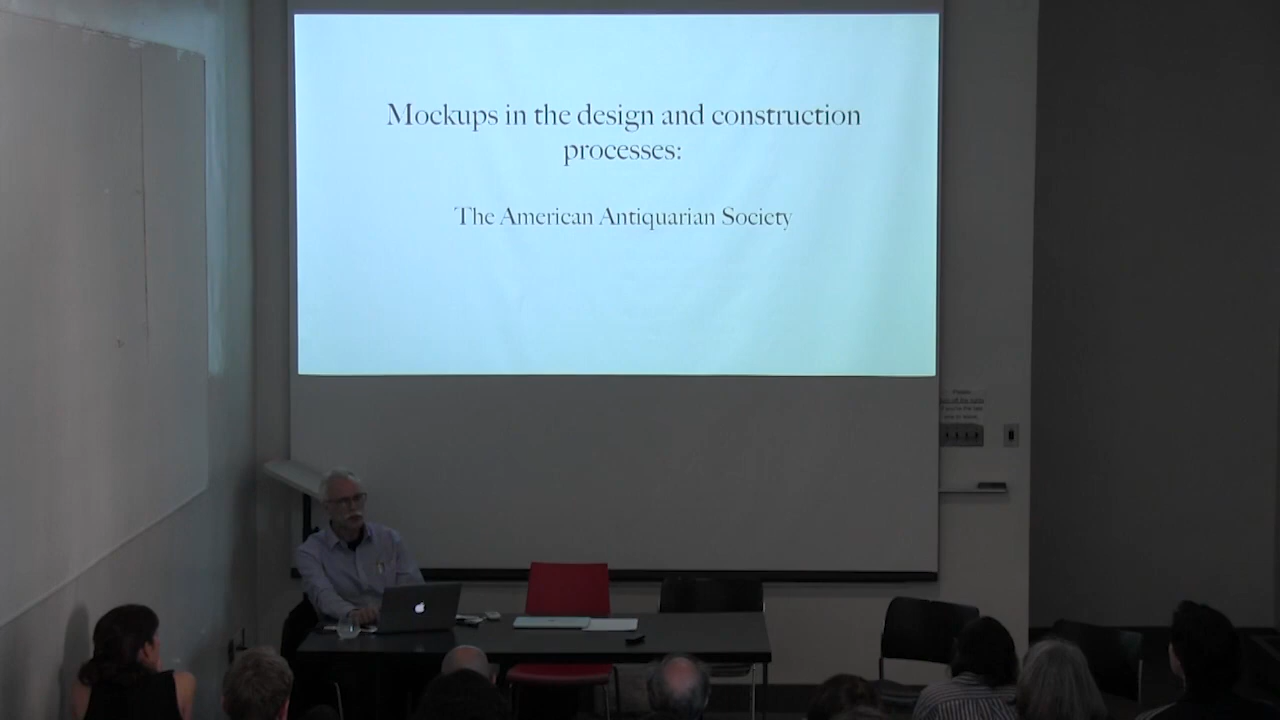 Mockups in the design and construction
processes:
The American Antiquarian Society